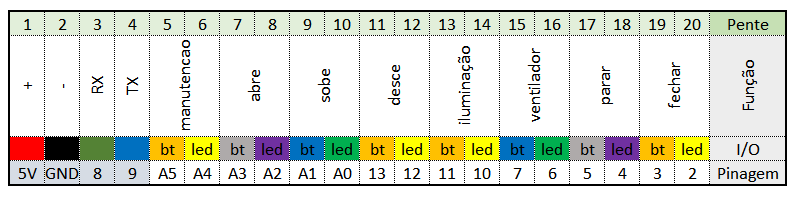 1 2 3 4 5 6 7 8 9 10 11 12 13 14 15 16 17 18 19 20 Pente
+ - RX TX manutencao abre sobe desce iluminação ventilador parar fechar Função
bt led bt led bt led bt led bt led bt led bt led bt led I/O
5V GND 8 9 A5 A4 A3 A2 A1 A0 13 12 11 10 7 6 5 4 3 2 Pinagem